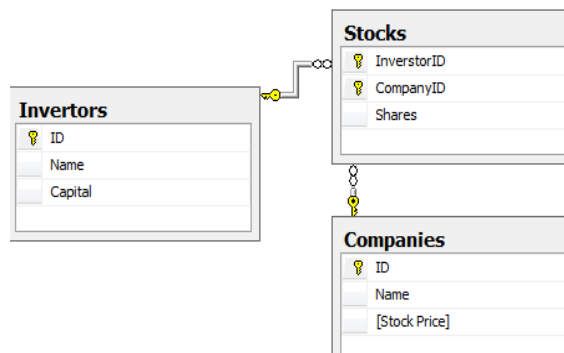 Stocks
InverstorID
CompanyID
Shares
Invertors
ID
Name
Capital
Companies
ID
Name
[Stock Price]